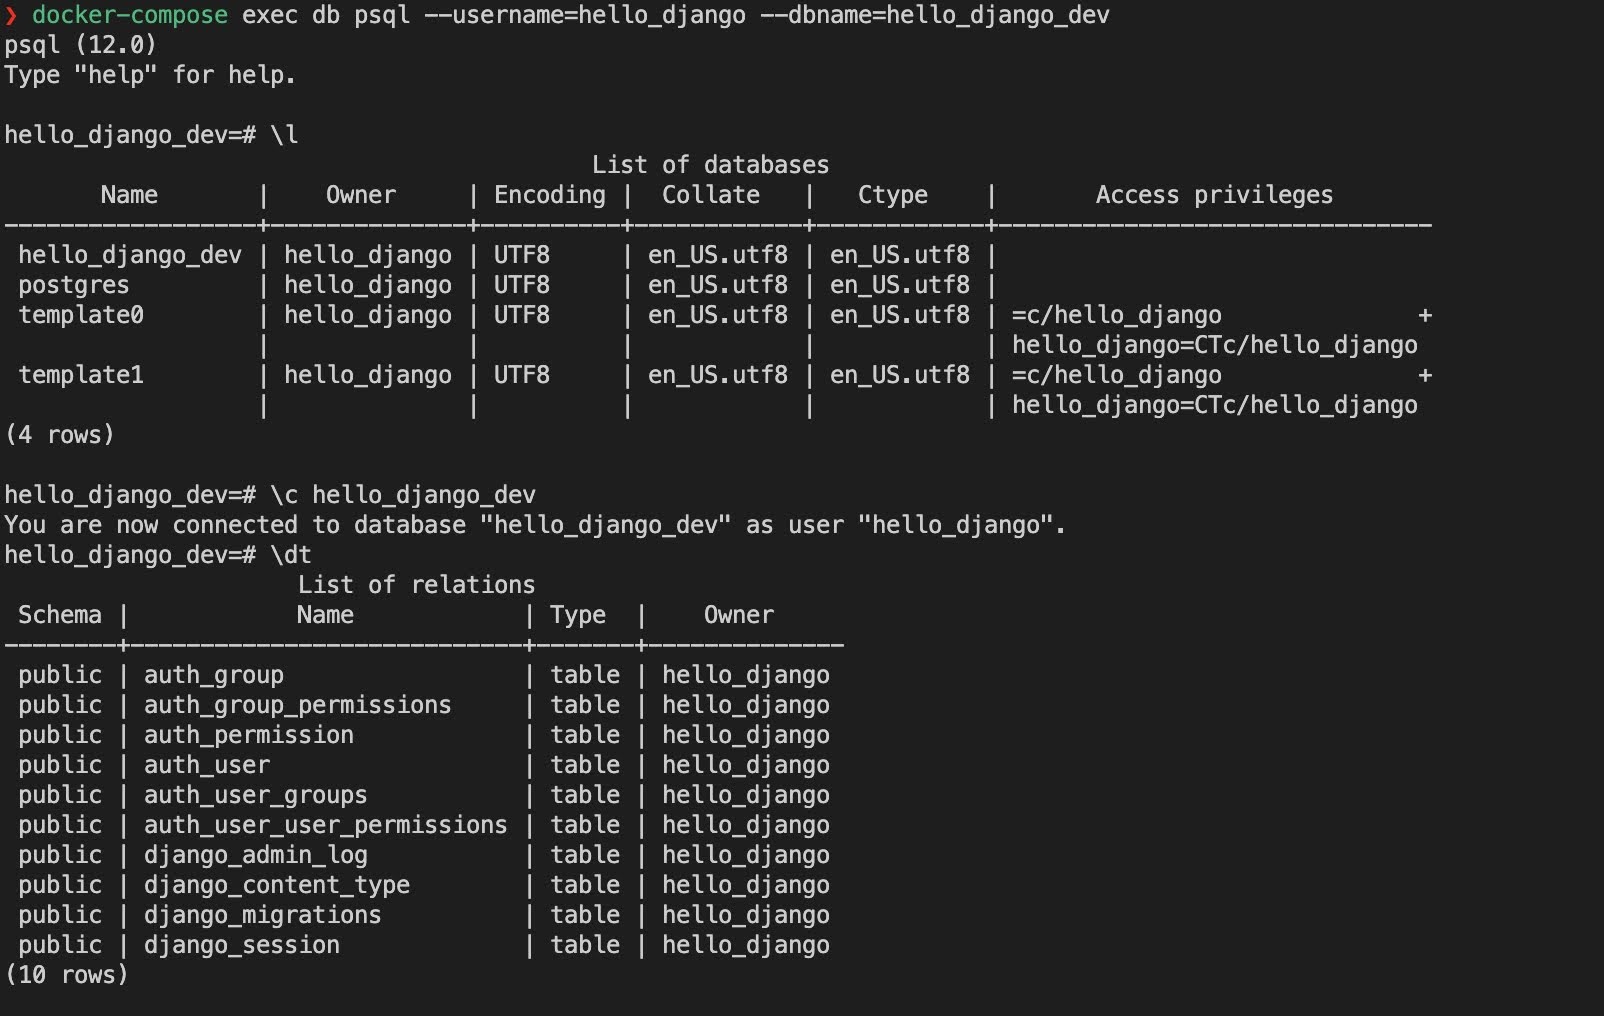 ❯ docker-compose exec db psql --username=hello_django --dbname=hello_django_dev
psql (12.0)
Type "help" for help.

hello_django_dev=# \l
                                          List of databases
       Name       |    Owner     | Encoding |  Collate   |   Ctype    |       Access privileges
------------------+--------------+----------+------------+------------+-------------------------------
 hello_django_dev | hello_django | UTF8     | en_US.utf8 | en_US.utf8 |
 postgres         | hello_django | UTF8     | en_US.utf8 | en_US.utf8 |
 template0        | hello_django | UTF8     | en_US.utf8 | en_US.utf8 | =c/hello_django              +
                  |              |          |            |            | hello_django=CTc/hello_django
 template1        | hello_django | UTF8     | en_US.utf8 | en_US.utf8 | =c/hello_django              +
                  |              |          |            |            | hello_django=CTc/hello_django
(4 rows)

hello_django_dev=# \c hello_django_dev
You are now connected to database "hello_django_dev" as user "hello_django".
hello_django_dev=# \dt
                     List of relations
 Schema |            Name            | Type  |    Owner
--------+----------------------------+-------+--------------
 public | auth_group                 | table | hello_django
 public | auth_group_permissions     | table | hello_django
 public | auth_permission            | table | hello_django
 public | auth_user                  | table | hello_django
 public | auth_user_groups           | table | hello_django
 public | auth_user_user_permissions | table | hello_django
 public | django_admin_log           | table | hello_django
 public | django_content_type        | table | hello_django
 public | django_migrations          | table | hello_django
 public | django_session             | table | hello_django
(10 rows)